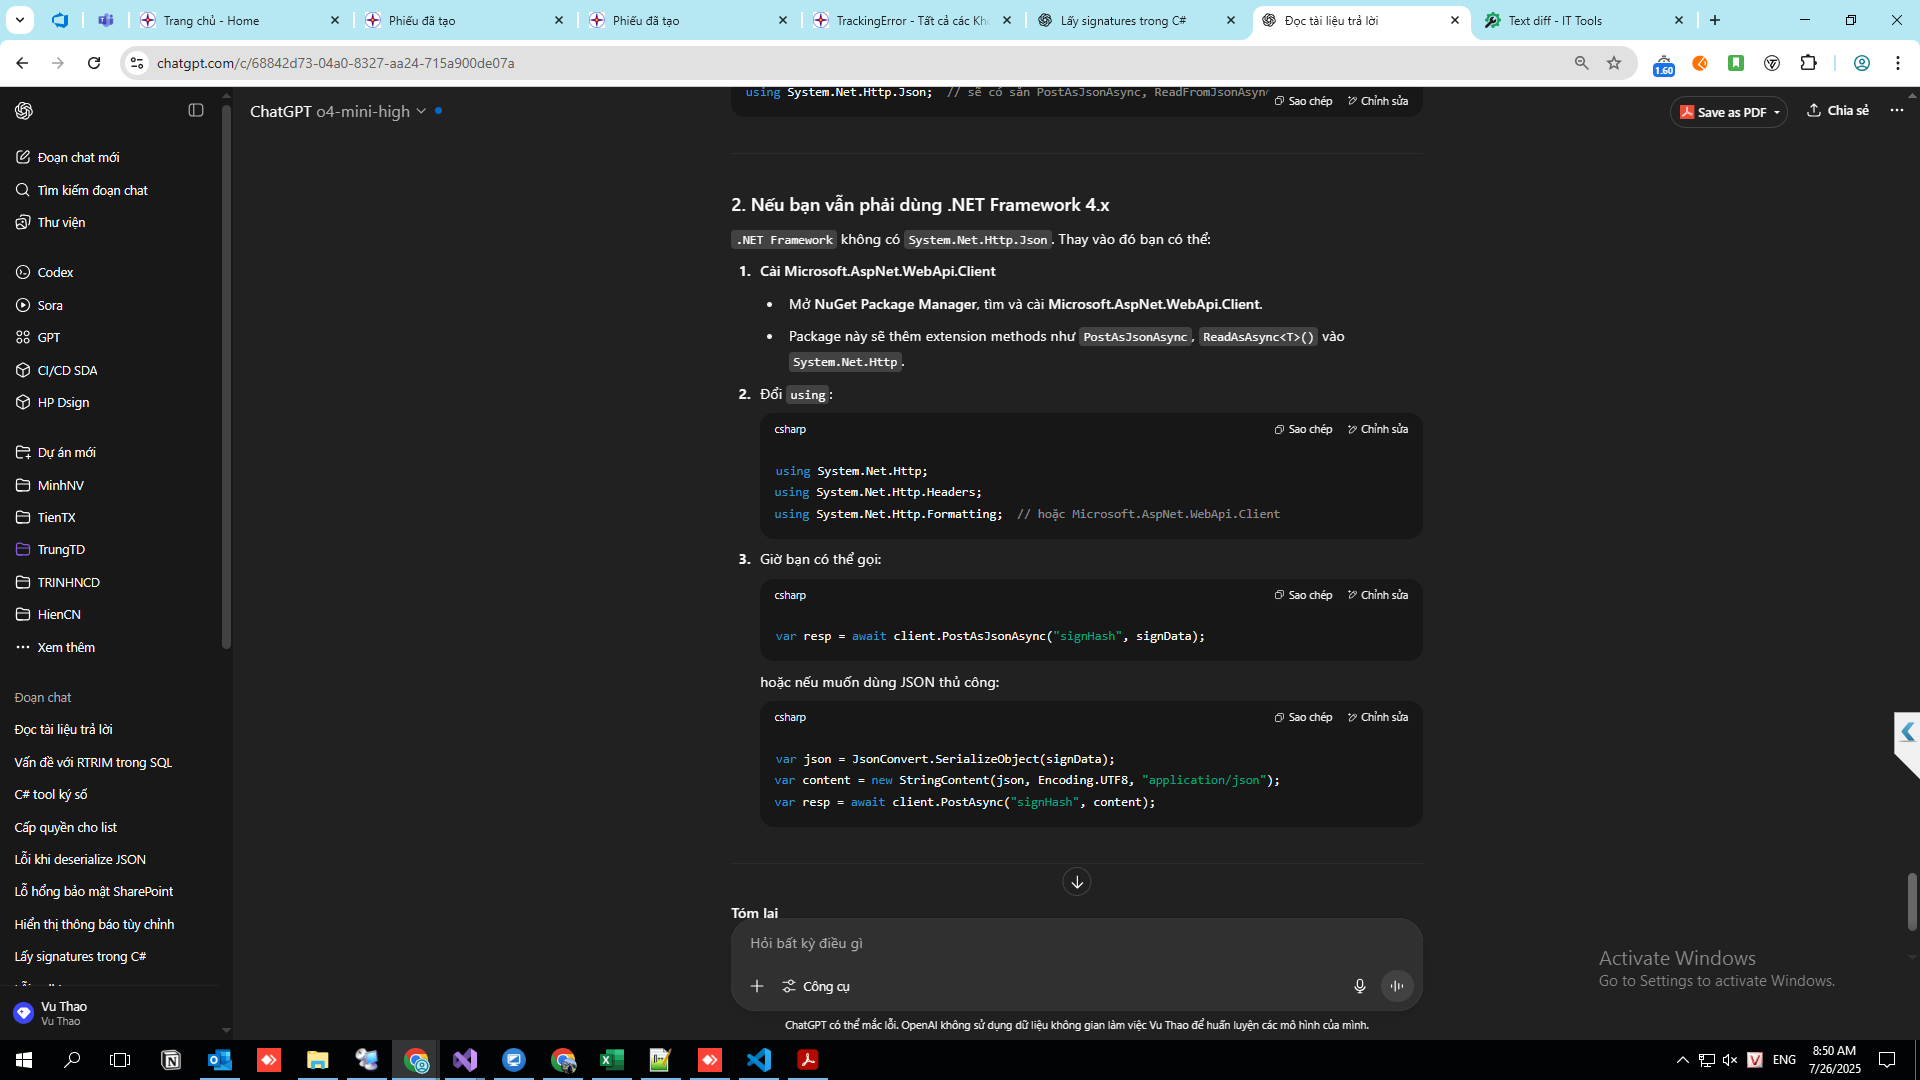 Trang chủ - Home
Phiếu đã tạo
Phiếu đã tạo
TrackingError - Tất cả các Kho
Lấy signatures trong C#
Đọc tài liệu trả lời
Text diff - IT Tools
chatgpt.com/c/68842d73-04a0-8327-aa24-715a900de07a
1.60
ChatGPT o4-mini-high
Save as PDF
Chia sẻ
Đoạn chat mới
Tìm kiếm đoạn chat
Thư viện
Codex
Sora
GPT
CI/CD SDA
HP Dsign
Dự án mới
MinhNV
TienTX
TrungTD
TRINHNCD
HienCN
Xem thêm
Đoạn chat
Đọc tài liệu trả lời
Vấn đề với RTRIM trong SQL
C# tool ký số
Cấp quyền cho list
Lỗi khi deserialize JSON
Lỗ hổng bảo mật SharePoint
Hiển thị thông báo tùy chỉnh
Lấy signatures trong C#
Vu Thao
Vu Thao
using System.Net.Http.Json;  // sẽ có sẵn PostAsJsonAsync, ReadFromJsonAsync
Sao chép Chỉnh sửa
2. Nếu bạn vẫn phải dùng .NET Framework 4.x
.NET Framework không có System.Net.Http.Json. Thay vào đó bạn có thể:
1. Cài Microsoft.AspNet.WebApi.Client
• Mở NuGet Package Manager, tìm và cài Microsoft.AspNet.WebApi.Client.
• Package này sẽ thêm extension methods như PostAsJsonAsync, ReadAsAsync<T>() vào
System.Net.Http.
2. Đổi using:
csharp Sao chép Chỉnh sửa
using System.Net.Http;
using System.Net.Http.Headers;
using System.Net.Http.Formatting;  // hoặc Microsoft.AspNet.WebApi.Client
3. Giờ bạn có thể gọi:
csharp Sao chép Chỉnh sửa
var resp = await client.PostAsJsonAsync("signHash", signData);
hoặc nếu muốn dùng JSON thủ công:
csharp Sao chép Chỉnh sửa
var json = JsonConvert.SerializeObject(signData);
var content = new StringContent(json, Encoding.UTF8, "application/json");
var resp = await client.PostAsync("signHash", content);
Tóm lại
Hỏi bất kỳ điều gì
Công cụ
ChatGPT có thể mắc lỗi. OpenAI không sử dụng dữ liệu không gian làm việc Vu Thao để huấn luyện các mô hình của mình.
Activate Windows
Go to Settings to activate Windows.
ENG
8:50 AM
7/26/2025